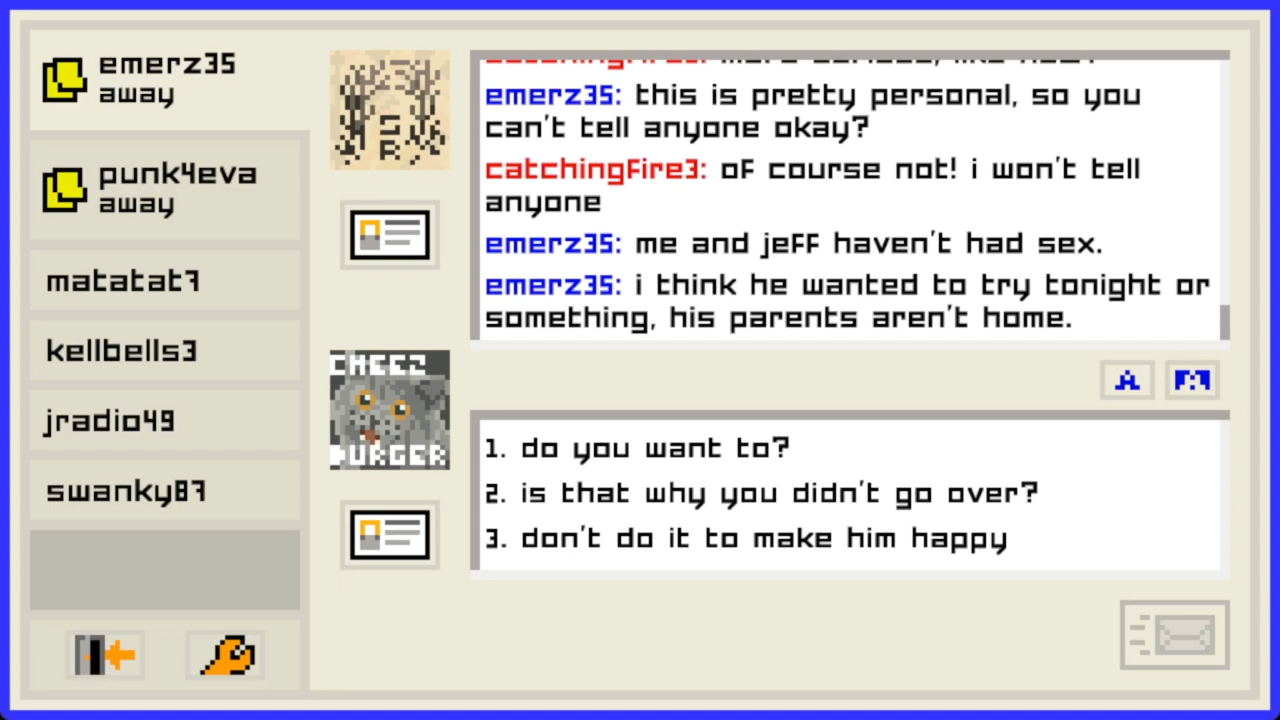 emerz35
away
punk4eva
away
matatat7
kellbells3
jradio49
swanky87
emerz35: this is pretty personal, so you
can't tell anyone okay?
catchingfire3: of course not! i won't tell
anyone
emerz35: me and jeff haven't had sex.
emerz35: i think he wanted to try tonight or
something, his parents aren't home.
CHEEZ
BURGER
1. do you want to?
2. is that why you didn't go over?
3. don't do it to make him happy